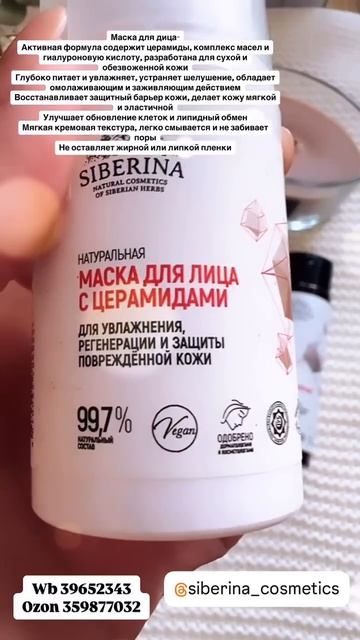 Маска для дица-
Активная формула содержит церамиды, комплекс масел и
гиалуроновую кислоту, разработана для сухой и
обезвоженной кожи
Глубоко питает и увлажняет, устраняет шелушение, обладает
омолаживающим и заживляющим действием
Восстанавливает защитный барьер кожи, делает кожу мягкой
и эластичной
Улучшает обновление клеток и липидный обмен
Мягкая кремовая текстура, легко смывается и не забивает
поры
Не оставляет жирной или липкой пленки
SIBERINA
NATURAL COSMETICS
OF SIBERIAN HERBS
НАТУРАЛЬНАЯ
МАСКА ДЛЯ ЛИЦА
С ЦЕРАМИДАМИ
ДЛЯ УВЛАЖНЕНИЯ,
РЕГЕНЕРАЦИИ И ЗАЩИТЫ
ПОВРЕЖДЁННОЙ КОЖИ
99,7%
НАТУРАЛЬНЫЙ
СОСТАВ
Vegan
ОДОБРЕНО
ДЕРМАТОЛОГАМИ
И КОСМЕТОЛОГАМИ
Wb 39652343
Ozon 359877032
@siberina_cosmetics